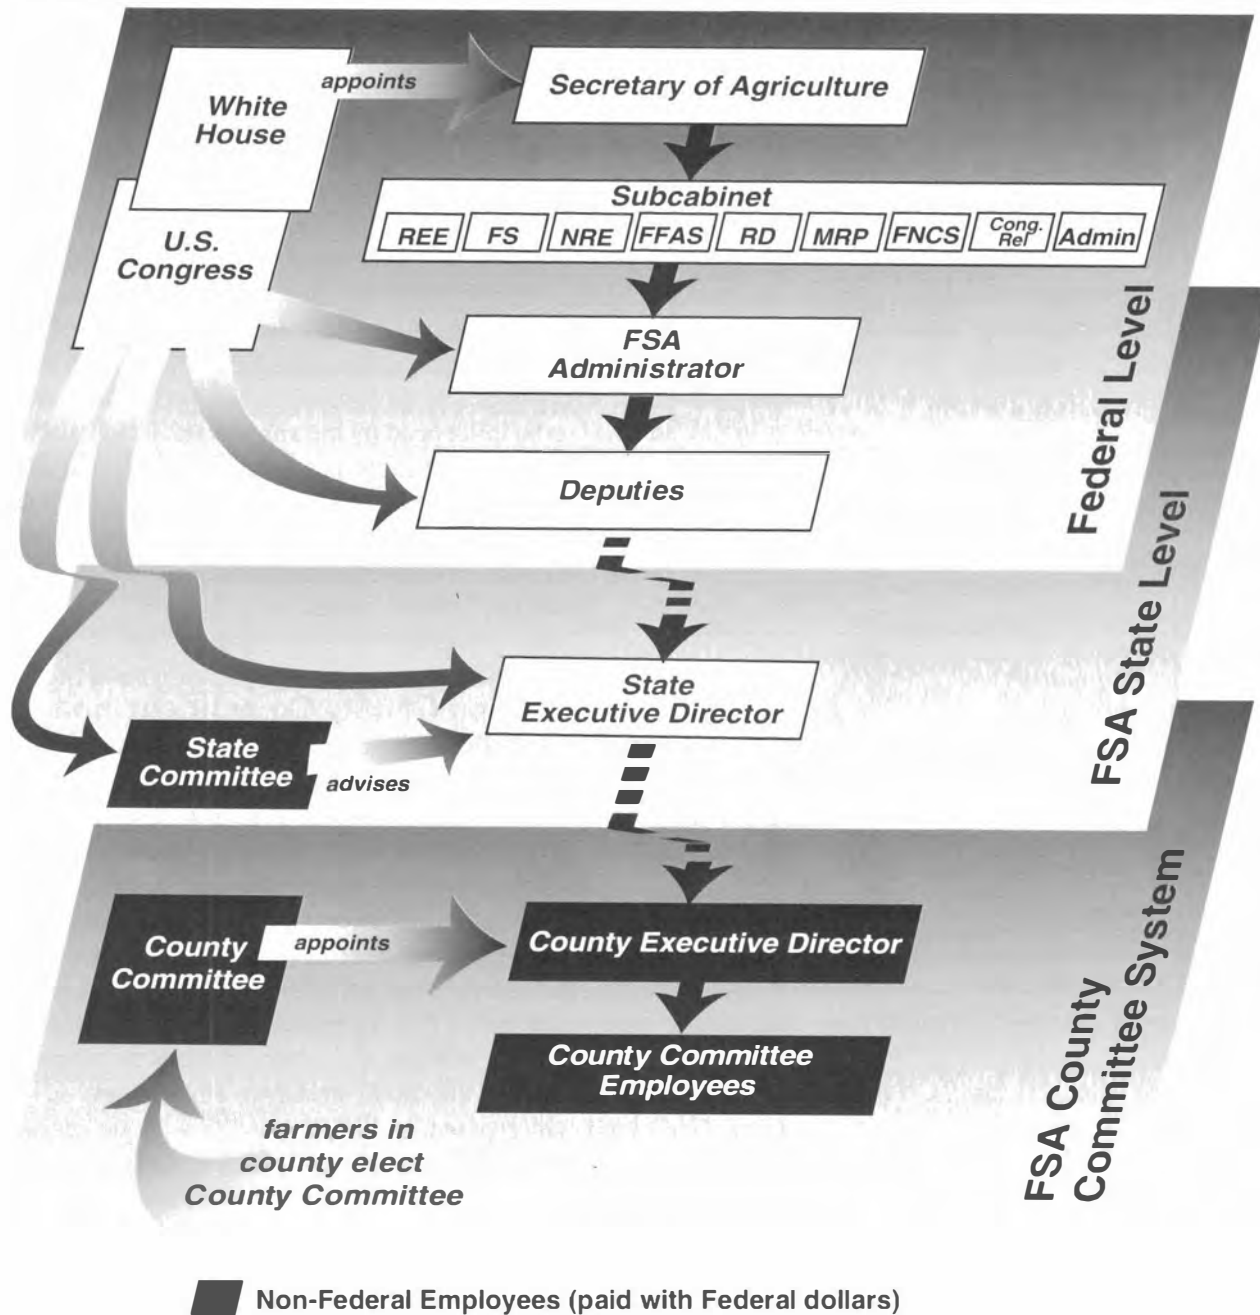 White
House
appoints
Secretary of Agriculture
U.S.
Congress
Subcabinet
REE FS NRE FFAS RD MRP FNCS Cong. Rel Admin
FSA
Administrator
Deputies
Federal Level
State
Executive Director
State
Committee
advises
FSA State Level
County
Committee
appoints
County Executive Director
County Committee
Employees
farmers in
county elect
County Committee
FSA County
Committee System
Non-Federal Employees (paid with Federal dollars)